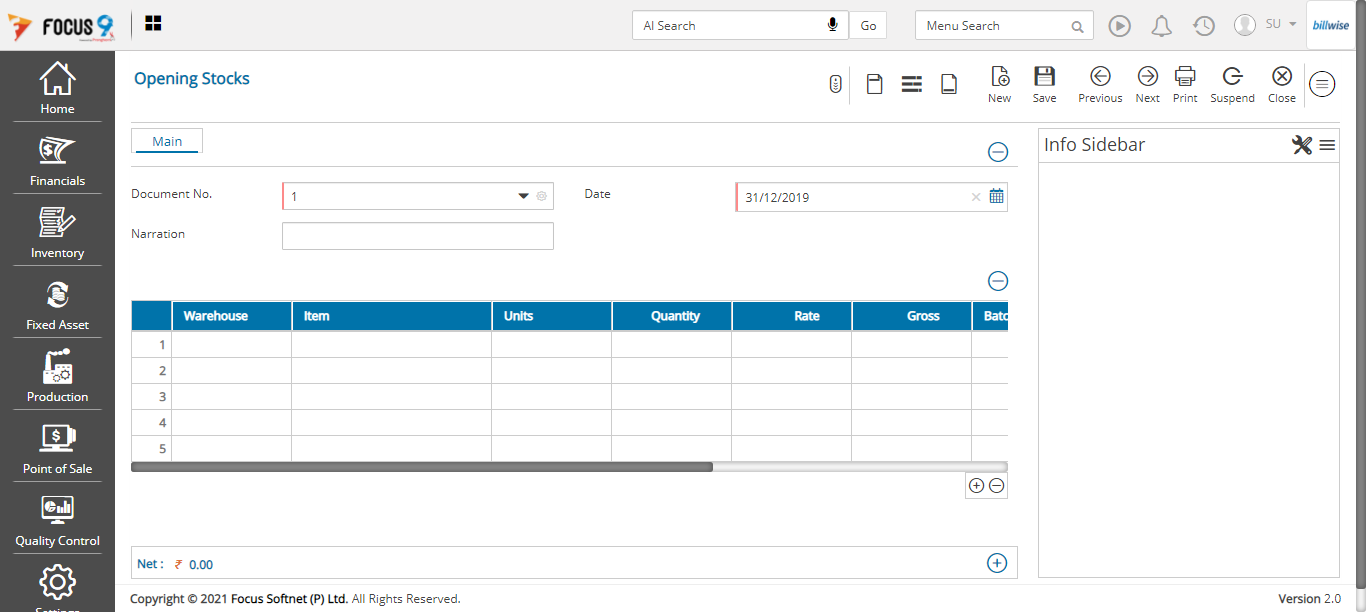 FOCUS 9
AI Search
Go
Menu Search
SU
billwise
Home
Financials
Inventory
Fixed Asset
Production
Point of Sale
Quality Control
Opening Stocks
New
Save
Previous
Next
Print
Suspend
Close
Main
Info Sidebar
Document No.
1
Date
31/12/2019
Narration
Warehouse Item Units Quantity Rate Gross Batc
1
2
3
4
5
Net : ₹ 0.00
Copyright © 2021 Focus Softnet (P) Ltd. All Rights Reserved.
Version 2.0